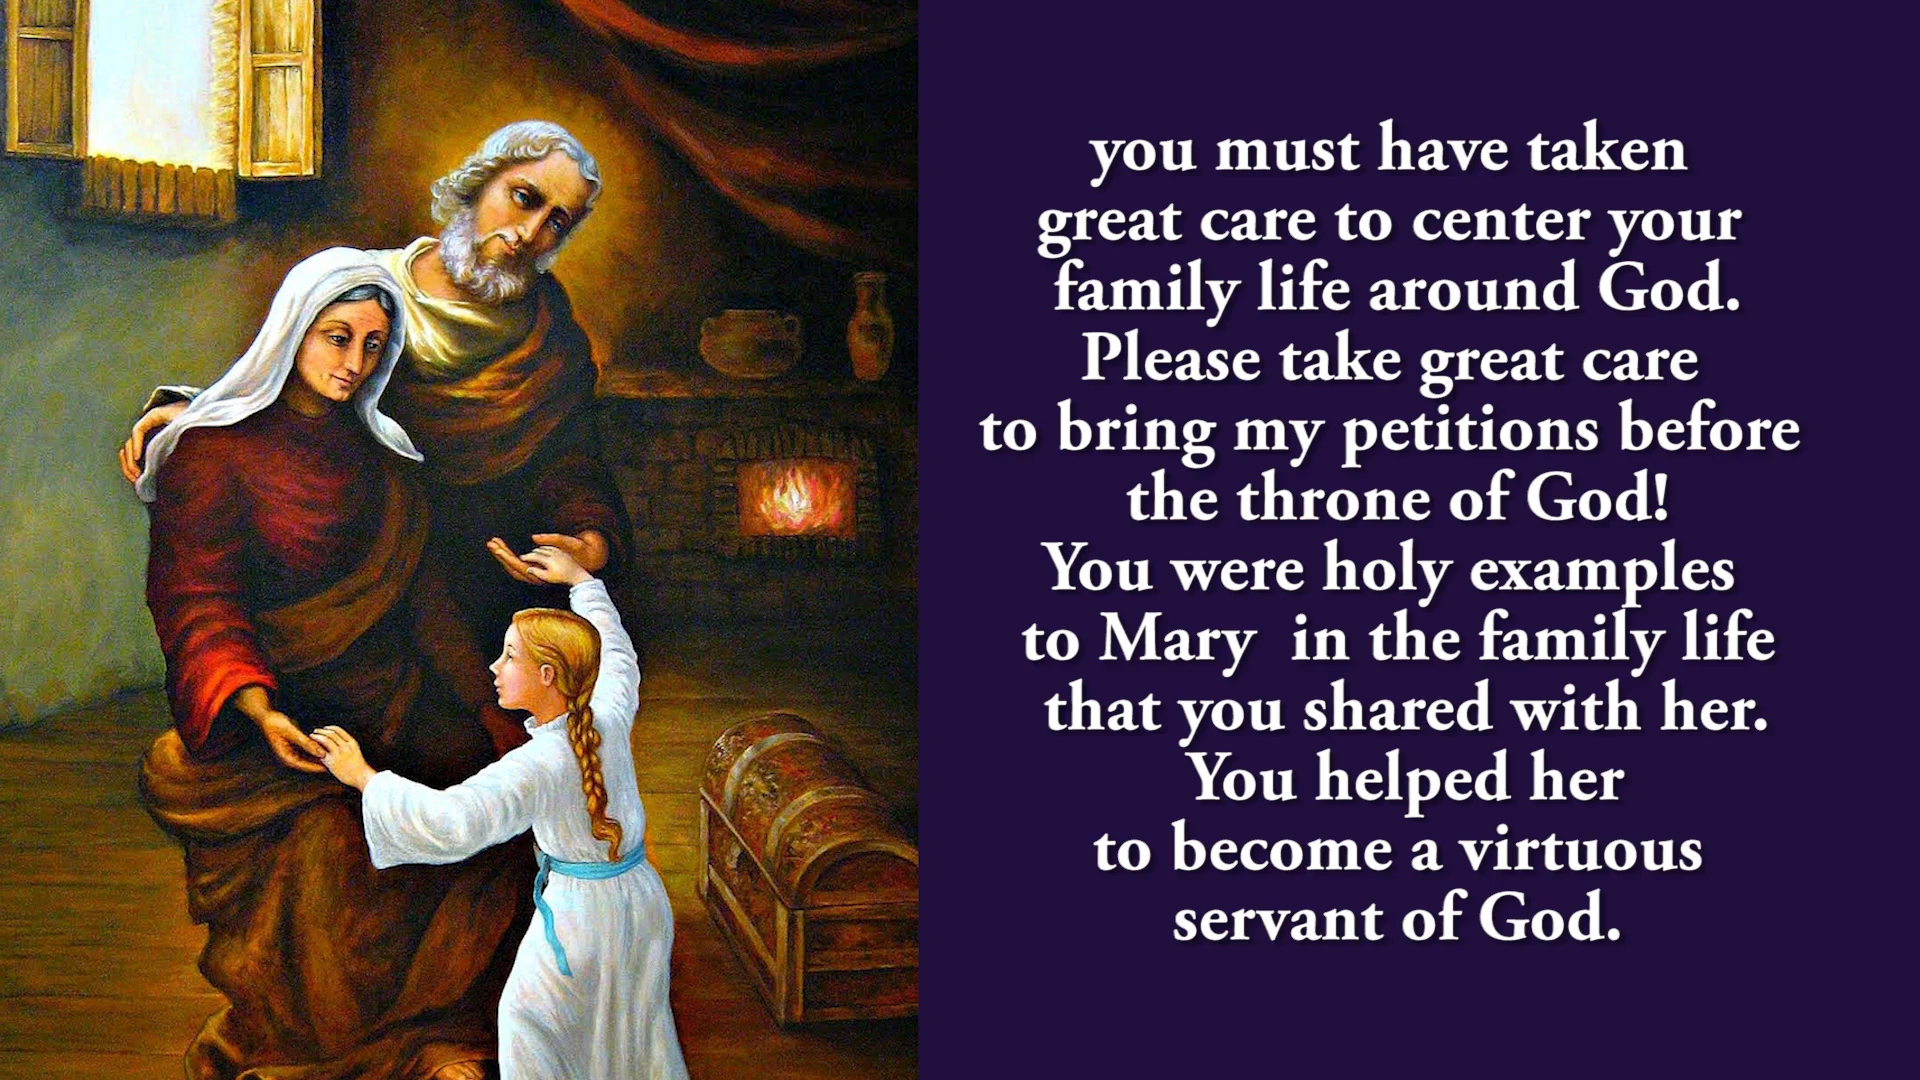 you must have taken
great care to center your
family life around God.
Please take great care
to bring my petitions before
the throne of God!
You were holy examples
to Mary  in the family life
that you shared with her.
You helped her
to become a virtuous
servant of God.